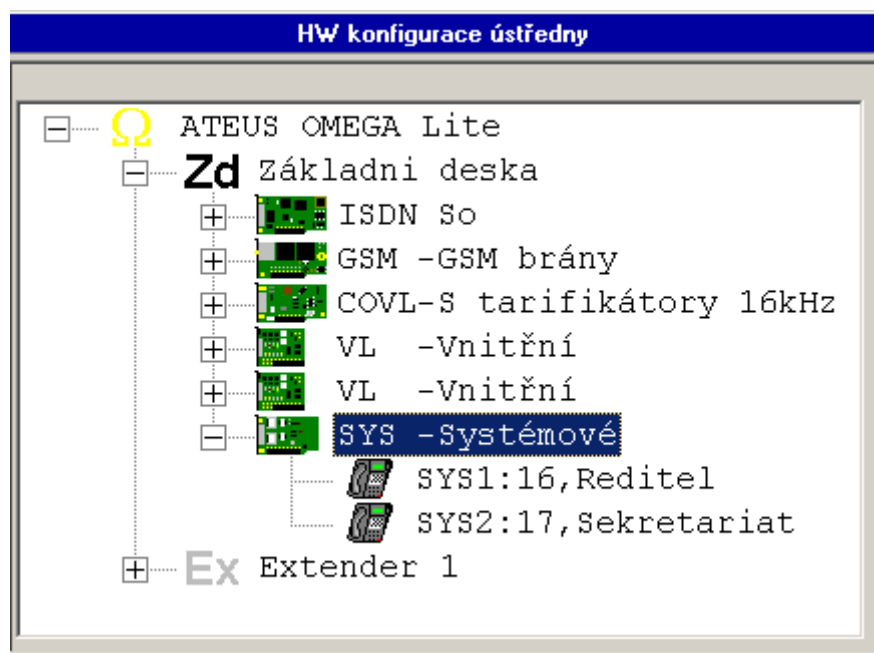 HW konfigurace ústředny
Ω ATEUS OMEGA Lite
Zd Základni deska
ISDN So
GSM -GSM brány
COVL-S tarifikátory 16kHz
VL -Vnitřní
VL -Vnitřní
SYS -Systémové
SYS1:16,Reditel
SYS2:17,Sekretariat
Ex Extender 1